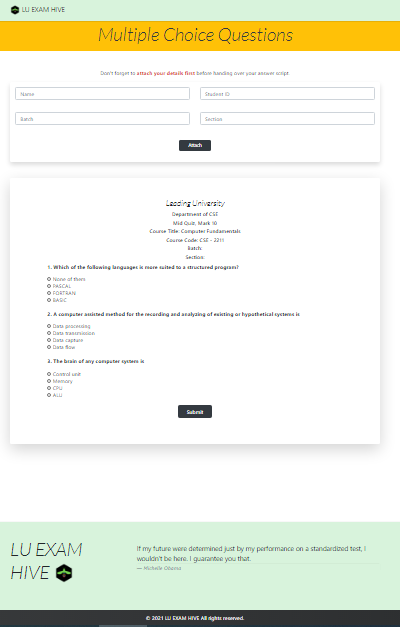 LU EXAM HIVE
Multiple Choice Questions
Don't forget to attach your details first before handing over your answer script
Name
Student ID
Batch
Section
Attach
Leading University
Department of CSE
Mid Quiz, Mark 10
Course Title: Computer Fundamentals
Course Code: CSE - 2311
Batch:
Section:
1. Which of the following languages is more suited to a structured program?
None of them
PASCAL
FORTRAN
BASIC
2. A computer assisted method for the recording and analyzing of existing or hypothetical systems is
Data processing
Data transmission
Data capture
Data flow
3. The brain of any computer system is
Control unit
Memory
CPU
ALU
Submit
LU EXAM
HIVE
If my future were determined just by my performance on a standardized test, I
wouldn't be here. I guarantee you that.
— Michelle Obama
© 2021 LU EXAM HIVE All rights reserved.